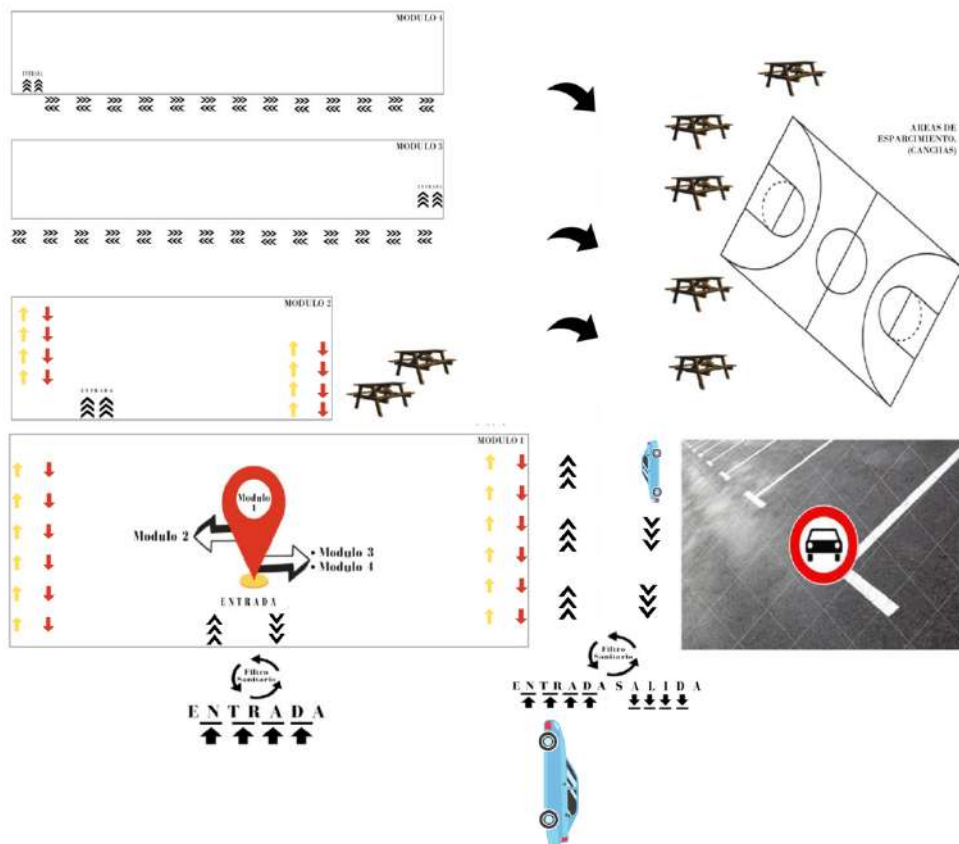 MODULO 4
ENTRADA
AREAS DE
ESPARCIMIENTO.
(CANCHAS)
MODULO 3
ENTRADA
MODULO 2
ENTRADA
MODULO 1
Modulo
1
Modulo 2
• Modulo 3
• Modulo 4
ENTRADA
Filtro
Sanitario
ENTRADA
Filtro
Sanitario
ENTRADA SALIDA